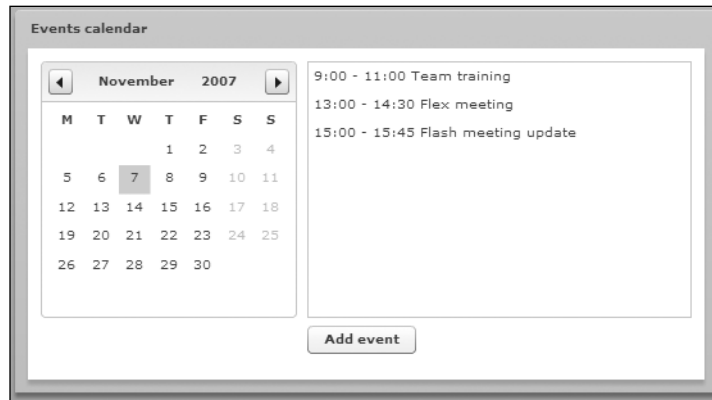 Events calendar
November 2007
M T W T F S S
1 2 3 4
5 6 7 8 9 10 11
12 13 14 15 16 17 18
19 20 21 22 23 24 25
26 27 28 29 30
9:00 - 11:00 Team training
13:00 - 14:30 Flex meeting
15:00 - 15:45 Flash meeting update
Add event